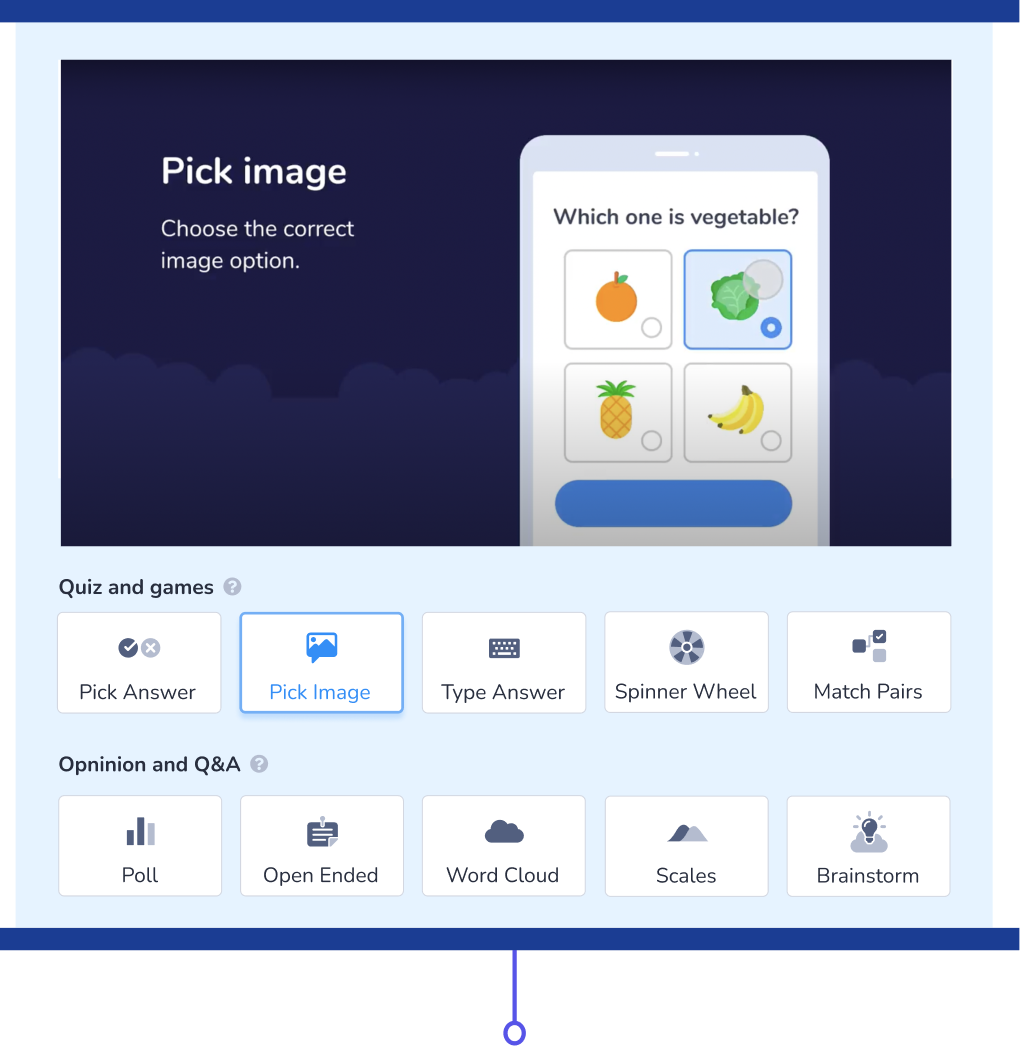 Pick image
Choose the correct
image option.
Which one is vegetable?
Quiz and games ?
Pick Answer
Pick Image
Type Answer
Spinner Wheel
Match Pairs
Opninion and Q&A ?
Poll
Open Ended
Word Cloud
Scales
Brainstorm